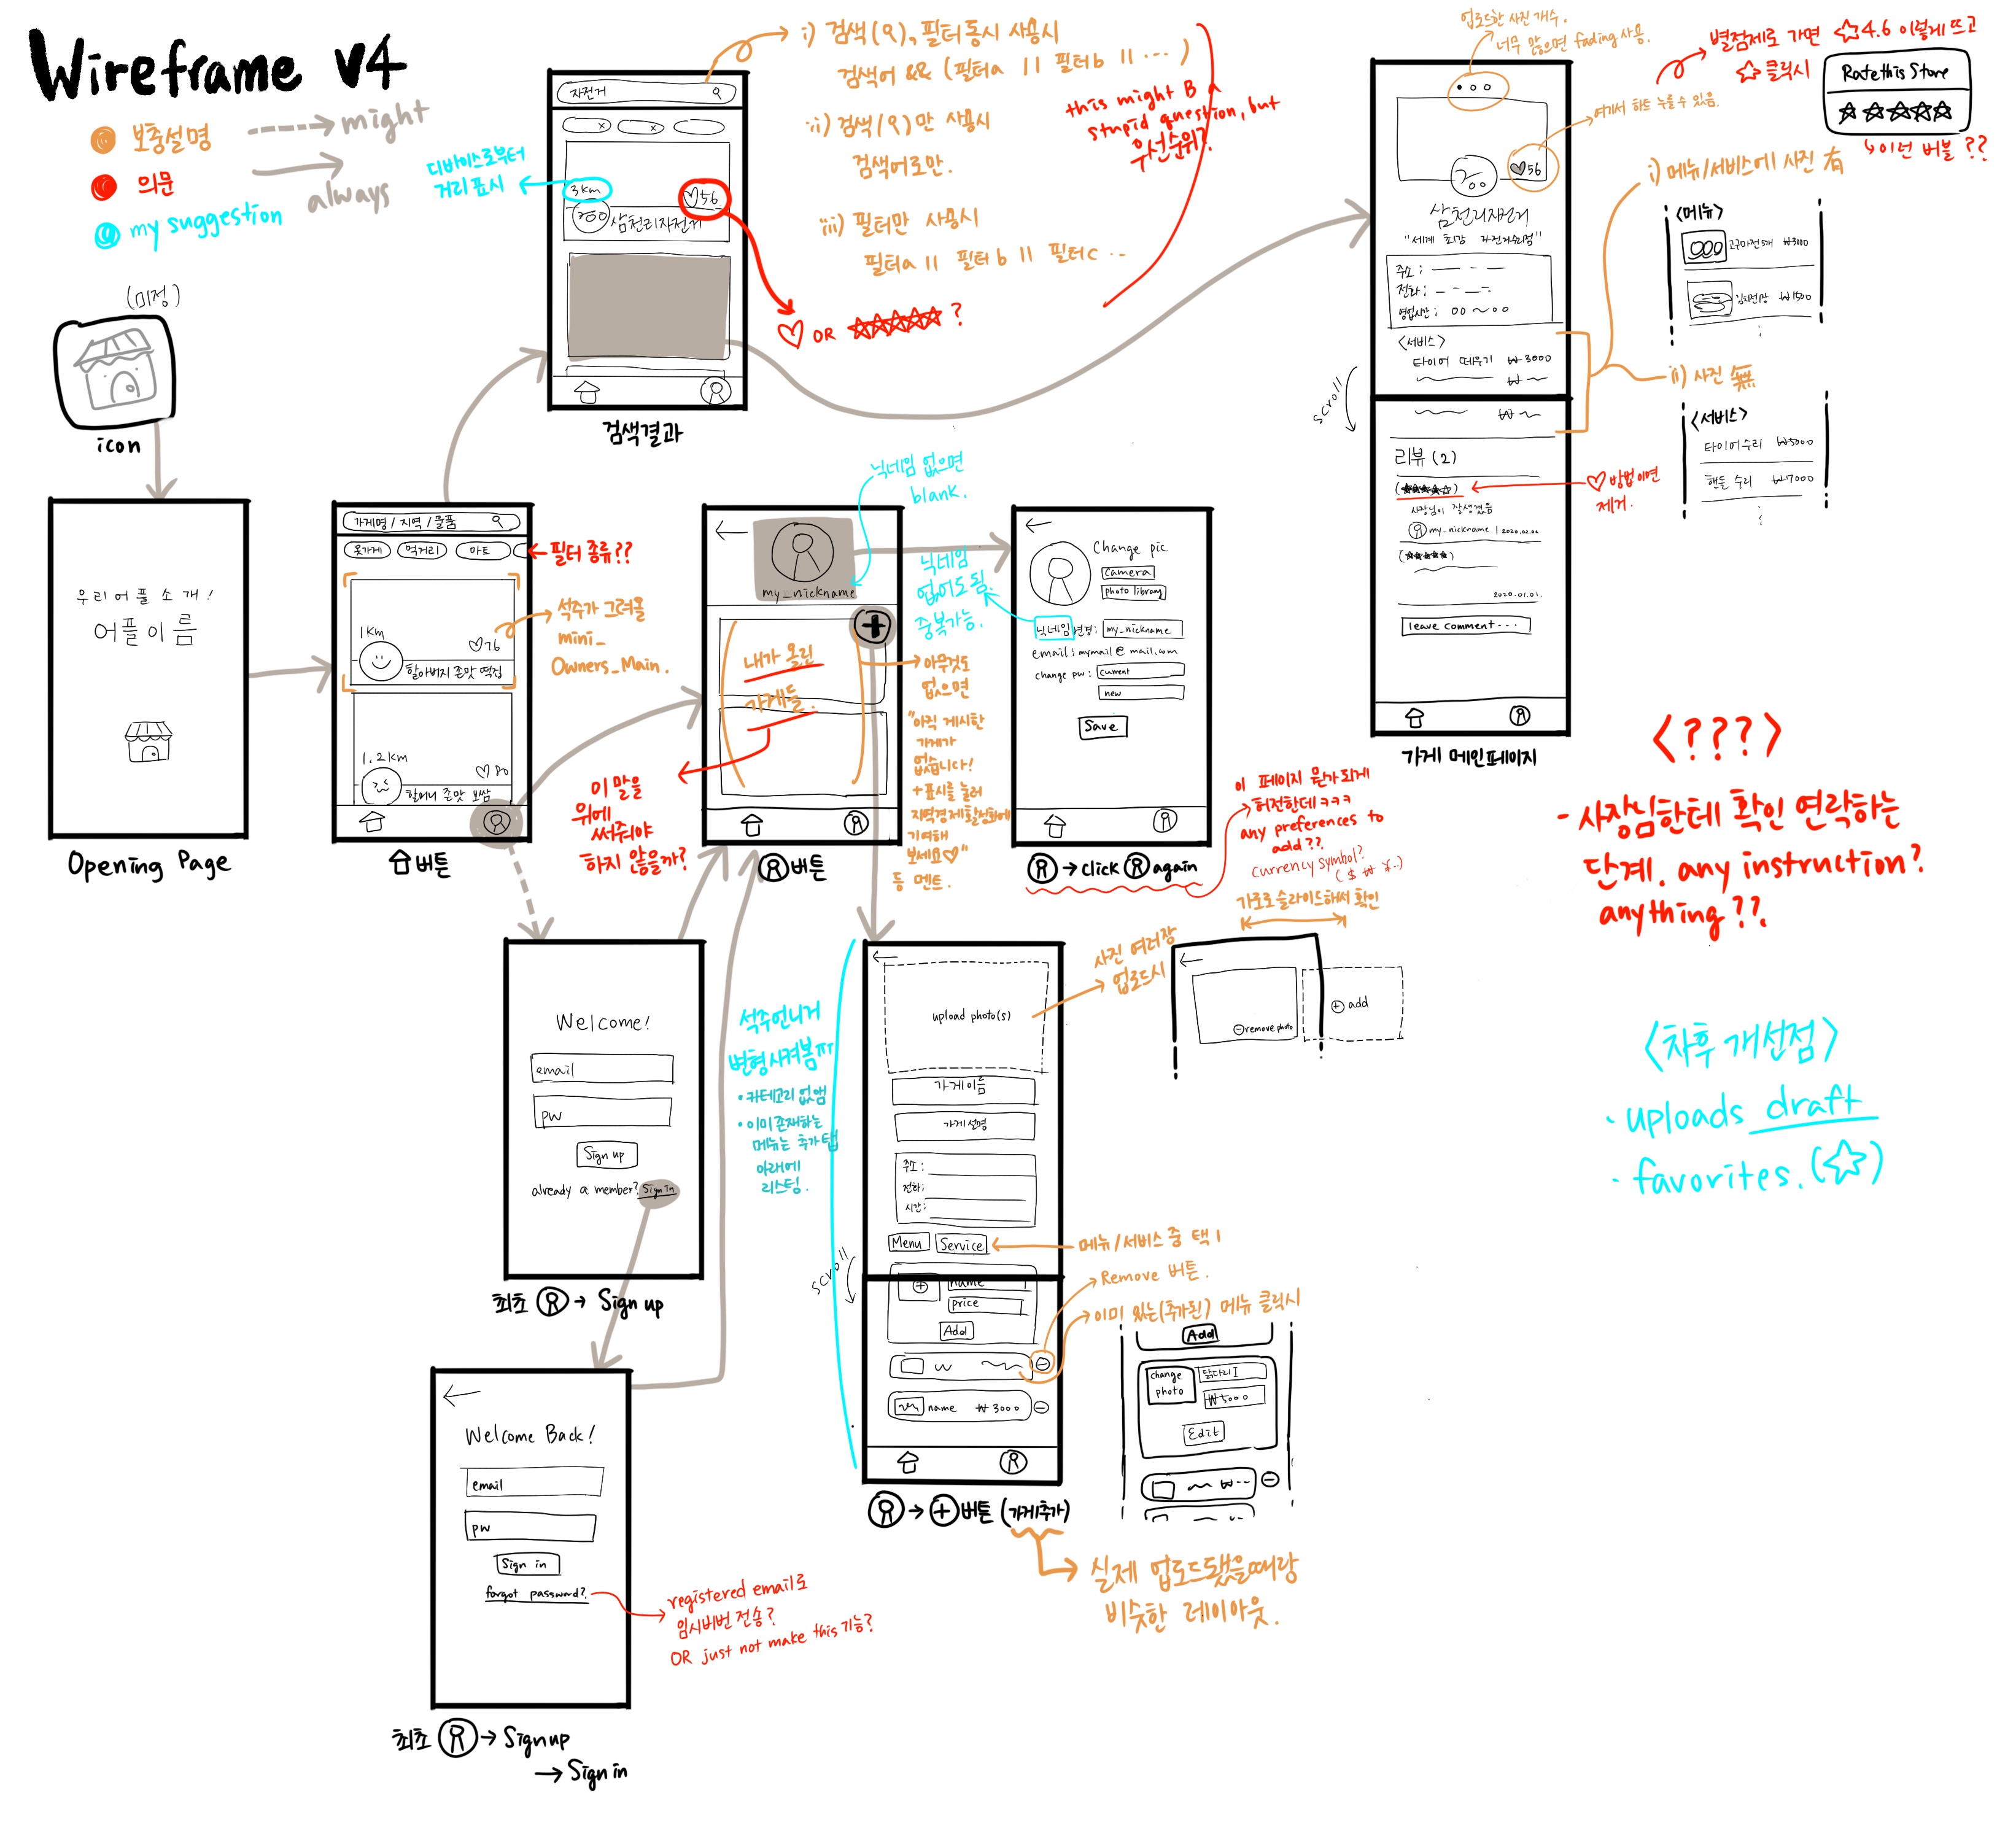 Wireframe v4
보충설명
의문
my suggestion
might
always
(미정)
icon
우리 어플 소개!
어플이름
Opening Page
가게명 / 지역 / 물품
옷가게
먹거리
마트
필터 종류??
1km
♡76
할아버지 존맛 떡집
1.2km
♡80
할머니 존맛 보쌈
석주가 그려올
mini_
Owners_Main.
버튼
디바이스로부터
거리표시
자전거
x
x
3km
♡56
200
삼천리자전거
검색결과
i) 검색(Q), 필터 동시 사용시
검색어 && (필터a || 필터b || ...)
ii) 검색(Q)만 사용시
검색어로만.
iii) 필터만 사용시
필터a || 필터b || 필터c ...
♡ OR ☆☆☆☆☆ ?
this might B a
stupid question, but
우선순위?
닉네임 없으면
blank.
my_nickname
내가 올린
가게들.
이 말을
위에
써줘야
하지 않을까?
버튼
닉네임
없어도 됨.
중복가능.
아무것도
없으면
"아직 게시한
가게가
없습니다!
+표시를 눌러
지역경제활성화에
기여해
보세요♡"
등 멘트.
Change pic
camera
photo library
닉네임 변경: my_nickname
email: mymail@mail.com
change pw: current
new
Save
→ click again
이 페이지 뭔가 되게
허전한데 ㅋㅋㅋ
any preferences to
add??
currency symbol?
($ ₩ ¥..)
업로드한 사진 개수.
너무 많으면 fading 사용.
♥56
여기서 하트 누를 수 있음.
삼천리자전거
"세계 최강 자전거수리점"
주소 :
전화 :
영업시간 : 00 ~ 00
<서비스>
타이어 떼우기 ₩3000
₩
scroll
₩
리뷰 (2)
(★★★★☆)
사장님이 잘생겼음
my_nickname | 2020.02.02
(★★★★★)
2020.01.01.
leave comment...
가게 메인페이지
♡방법이면
제거.
별점제로 가면 ☆4.6 이렇게 뜨고
☆ 클릭시
Rate this Store
☆☆☆☆☆
이런 버블 ??
i) 메뉴/서비스에 사진 有
<메뉴>
고구마전 5개 ₩3000
김치전 1장 ₩1500
ii) 사진 無
<서비스>
타이어수리 ₩5000
핸들 수리 ₩7000
<???>
- 사장님한테 확인 연락하는
단계. any instruction?
anything??
<차후 개선점>
· uploads draft
· favorites. (☆)
Welcome!
email
pw
Sign up
already a member? Sign in
최초 → Sign up
Welcome Back!
email
pw
Sign in
forgot password?
registered email로
임시비번 전송?
OR just not make this 기능?
최초 → Sign up
→ Sign in
석주언니거
변형시켜봄ㅠㅠ
• 카테고리 없앰
• 이미 존재하는
메뉴는 추가탭
아래에
리스팅.
upload photo(s)
가게이름
가게설명
주소 :
전화:
시간:
Menu
Service
scroll
name
price
Add
name ₩3000
→ + 버튼 (가게추가)
실제 업로드됐을때랑
비슷한 레이아웃.
사진 여러장
업로드시
가로로 슬라이드해서 확인
remove photo
add
메뉴/서비스 중 택 1
Remove 버튼.
이미 있는(추가된) 메뉴 클릭시
Add
change
photo
닭다리 I
₩5000
Edit
₩--